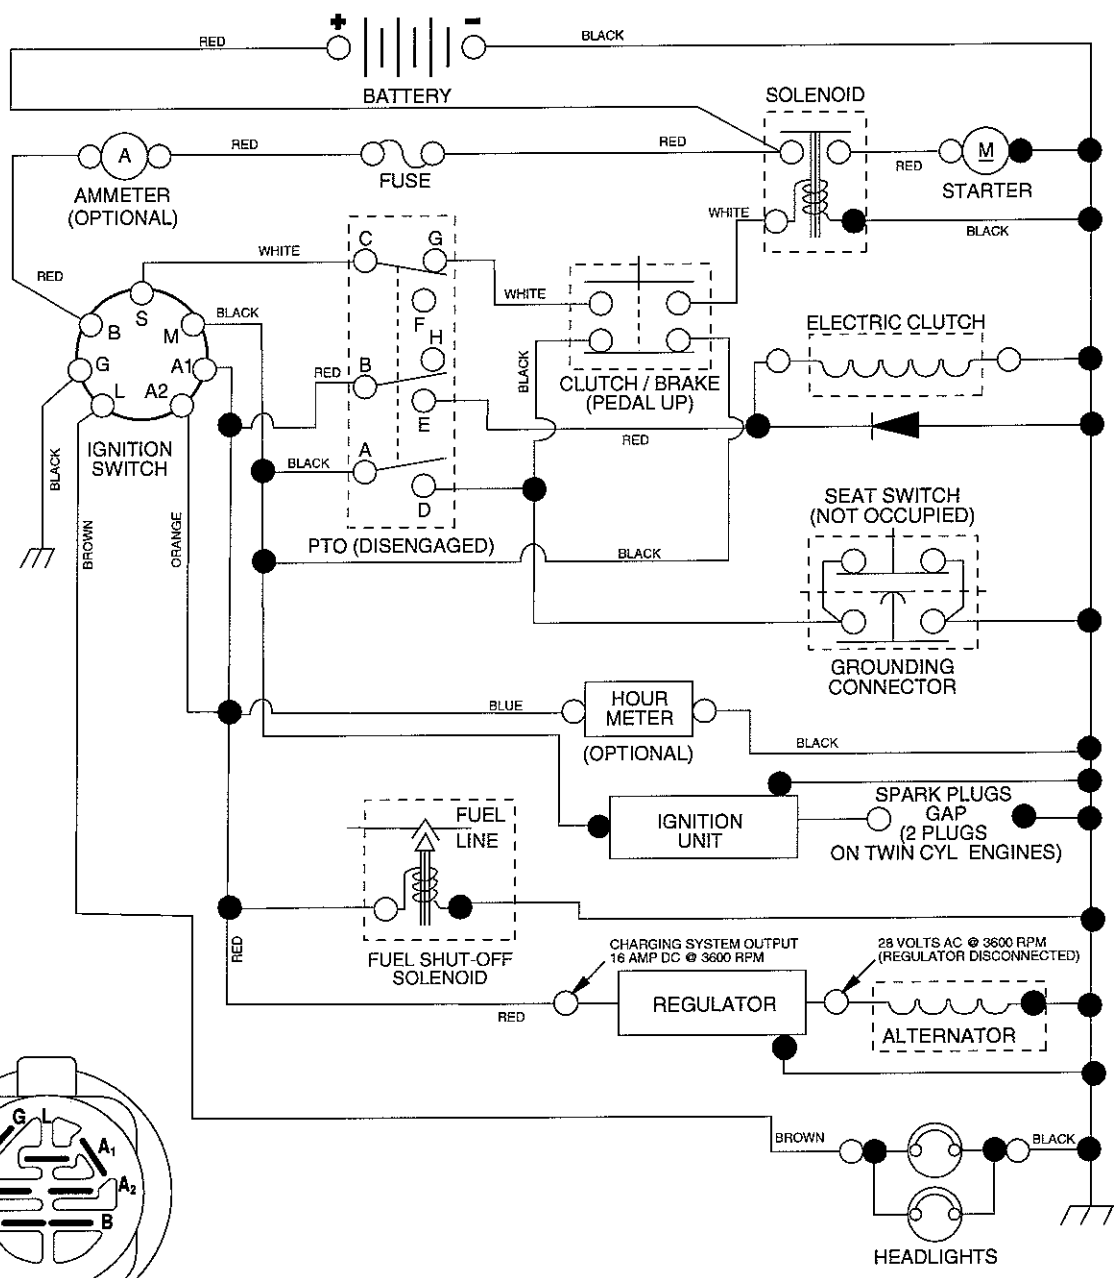 + -
RED
BLACK
BATTERY
SOLENOID
A
RED
RED
RED
M
AMMETER
(OPTIONAL)
FUSE
STARTER
WHITE
BLACK
WHITE
C G
RED
WHITE
BLACK
B S M
F
ELECTRIC CLUTCH
H
G A1
RED
B
BLACK
CLUTCH / BRAKE
(PEDAL UP)
L A2
E
RED
IGNITION
SWITCH
A
BLACK
BLACK
D
SEAT SWITCH
(NOT OCCUPIED)
BROWN
ORANGE
PTO (DISENGAGED)
BLACK
GROUNDING
CONNECTOR
BLUE
HOUR
METER
(OPTIONAL)
BLACK
FUEL
LINE
IGNITION
UNIT
SPARK PLUGS
GAP
(2 PLUGS
ON TWIN CYL ENGINES)
RED
FUEL SHUT-OFF
SOLENOID
CHARGING SYSTEM OUTPUT
16 AMP DC @ 3600 RPM
28 VOLTS AC @ 3600 RPM
(REGULATOR DISCONNECTED)
RED
REGULATOR
ALTERNATOR
G L
A1
A2
B
BROWN
BLACK
HEADLIGHTS